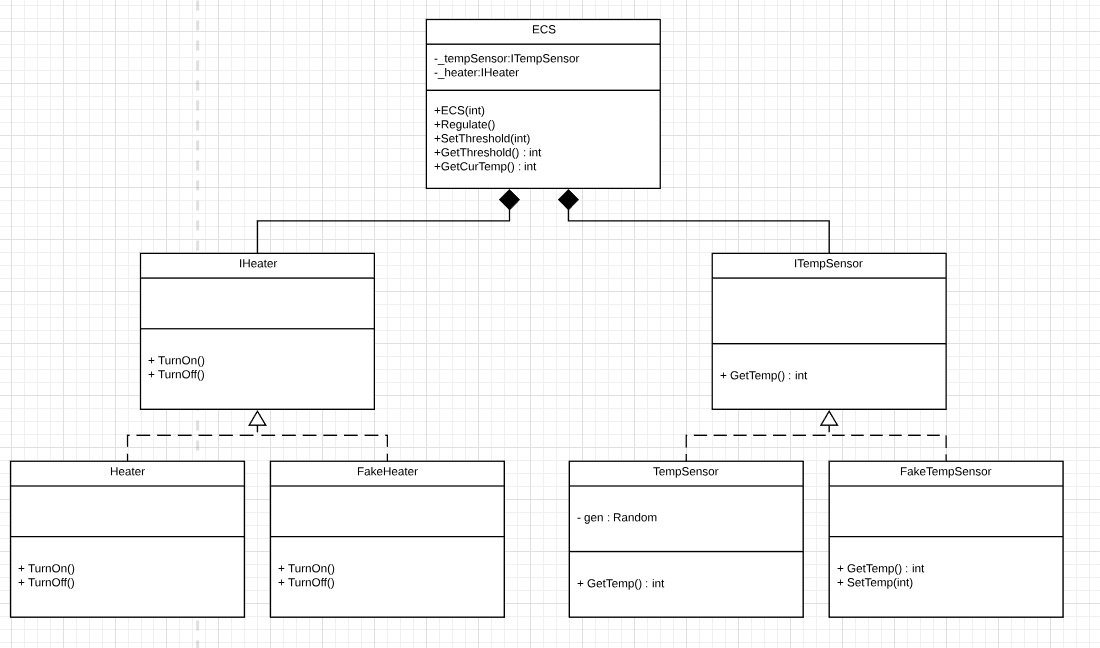 ECS
-_tempSensor:ITempSensor
-_heater:IHeater
+ECS(int)
+Regulate()
+SetThreshold(int)
+GetThreshold() : int
+GetCurTemp() : int
IHeater
+ TurnOn()
+ TurnOff()
ITempSensor
+ GetTemp() : int
Heater
+ TurnOn()
+ TurnOff()
FakeHeater
+ TurnOn()
+ TurnOff()
TempSensor
- gen : Random
+ GetTemp() : int
FakeTempSensor
+ GetTemp() : int
+ SetTemp(int)